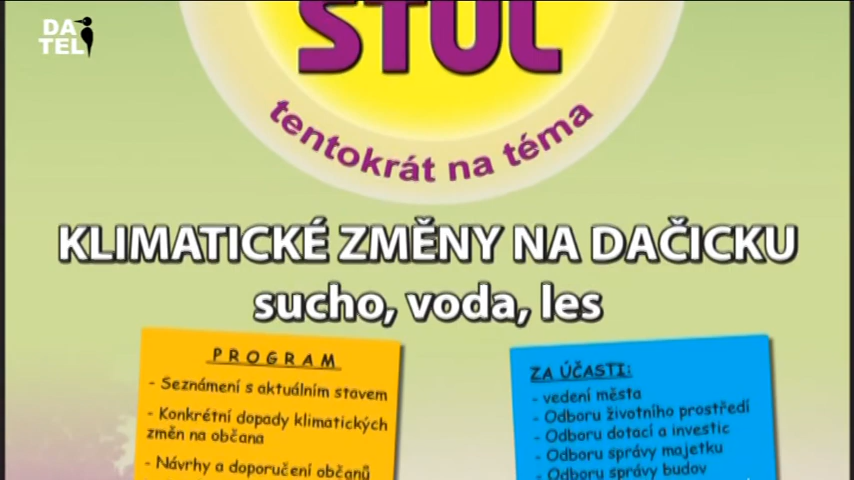 DA
TEL
STŮL
tentokrát na téma
KLIMATICKÉ ZMĚNY NA DAČICKU
sucho, voda, les
PROGRAM
- Seznámení s aktuálním stavem
- Konkrétní dopady klimatických
změn na občana
- Návrhy a doporučení občanů
ZA ÚČASTI:
- vedení města
- Odboru životního prostředí
- Odboru dotací a investic
- Odboru správy majetku
- Odboru správy budov